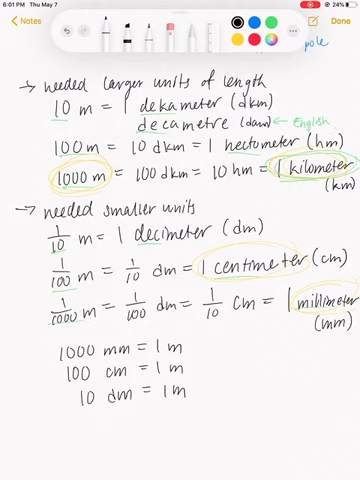 6:01 PM Thu May 7
22%
Notes
Done
pole
→ needed larger units of length
10 m = 1 dekameter (dkm)
decametre (dam) ← English
100 m = 10 dkm = 1 hectometer (hm)
1000 m = 100 dkm = 10 hm = 1 kilometer (km)
→ needed smaller units
1/10 m = 1 decimeter (dm)
1/100 m = 1/10 dm = 1 centimeter (cm)
1/1000 m = 1/100 dm = 1/10 cm = 1 millimeter (mm)
1000 mm = 1 m
100 cm = 1 m
10 dm = 1 m